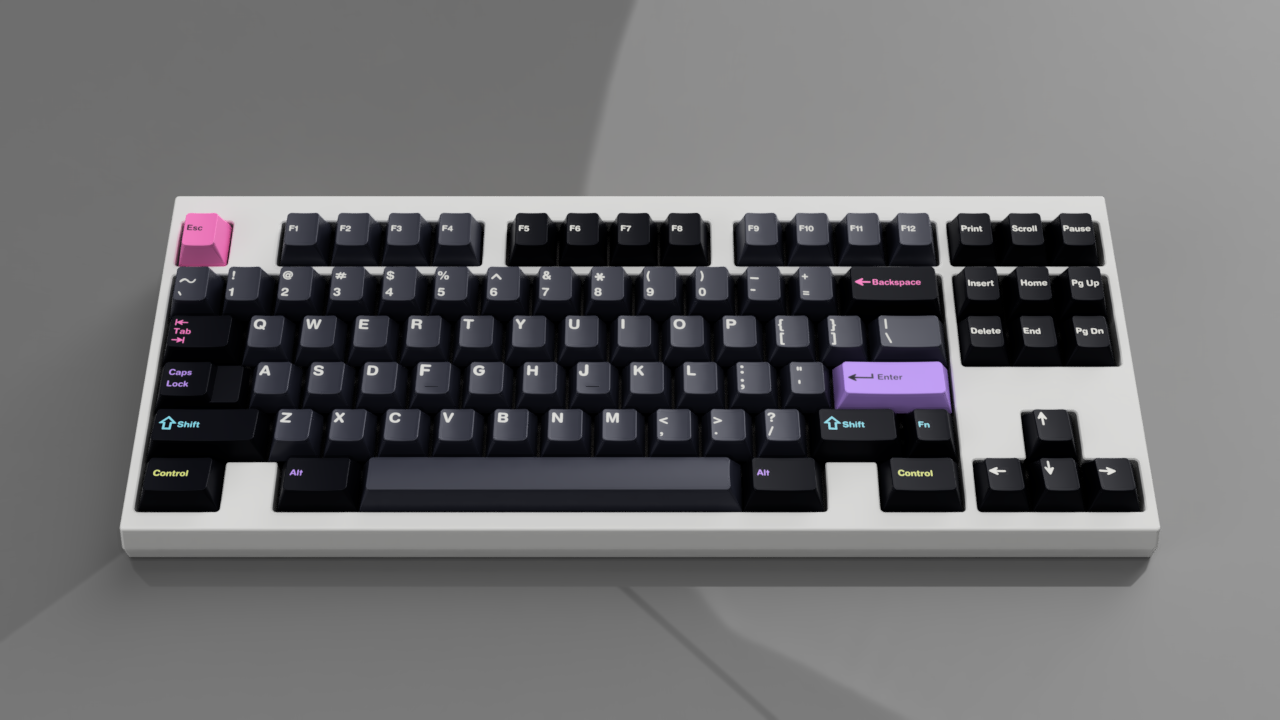 Esc F1 F2 F3 F4 F5 F6 F7 F8 F9 F10 F11 F12 Print Scroll Pause
~ ! @ # $ % ^ & * ( ) _ +
` 1 2 3 4 5 6 7 8 9 0 - = ←Backspace Insert Home Pg Up
Tab Q W E R T Y U I O P { } |
[ ] \ Delete End Pg Dn
Caps
Lock A S D F G H J K L : "
; ' Enter
Shift Z X C V B N M < > ?
, . / Shift Fn ↑
Control Alt Alt Control ← ↓ →